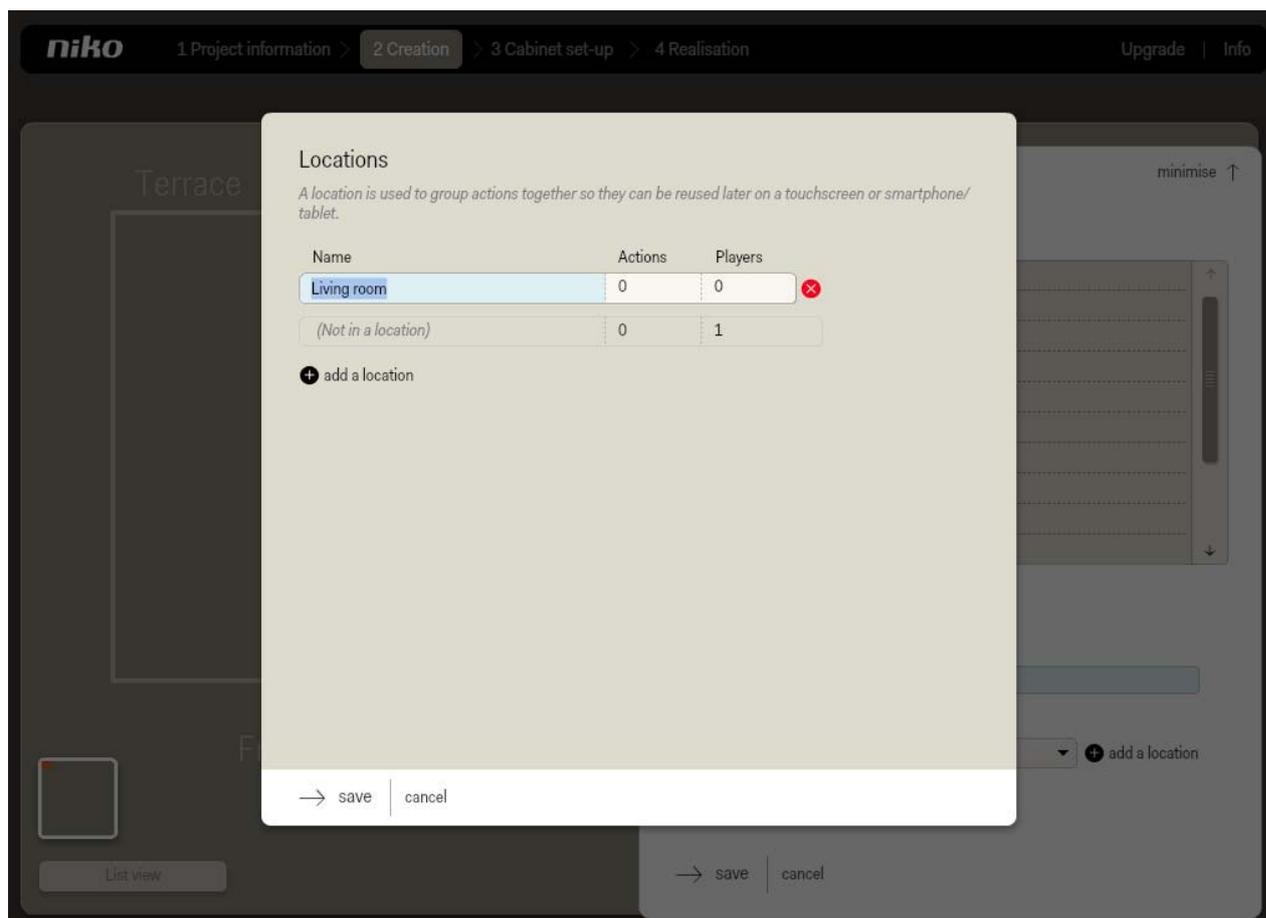 niko 1 Project information > 2 Creation > 3 Cabinet set-up > 4 Realisation Upgrade | Info
Terrace
minimise ↑
Locations
A location is used to group actions together so they can be reused later on a touchscreen or smartphone/
tablet.
Name Actions Players
Living room 0 0
(Not in a location) 0 1
add a location
add a location
→ save cancel
List view
→ save cancel